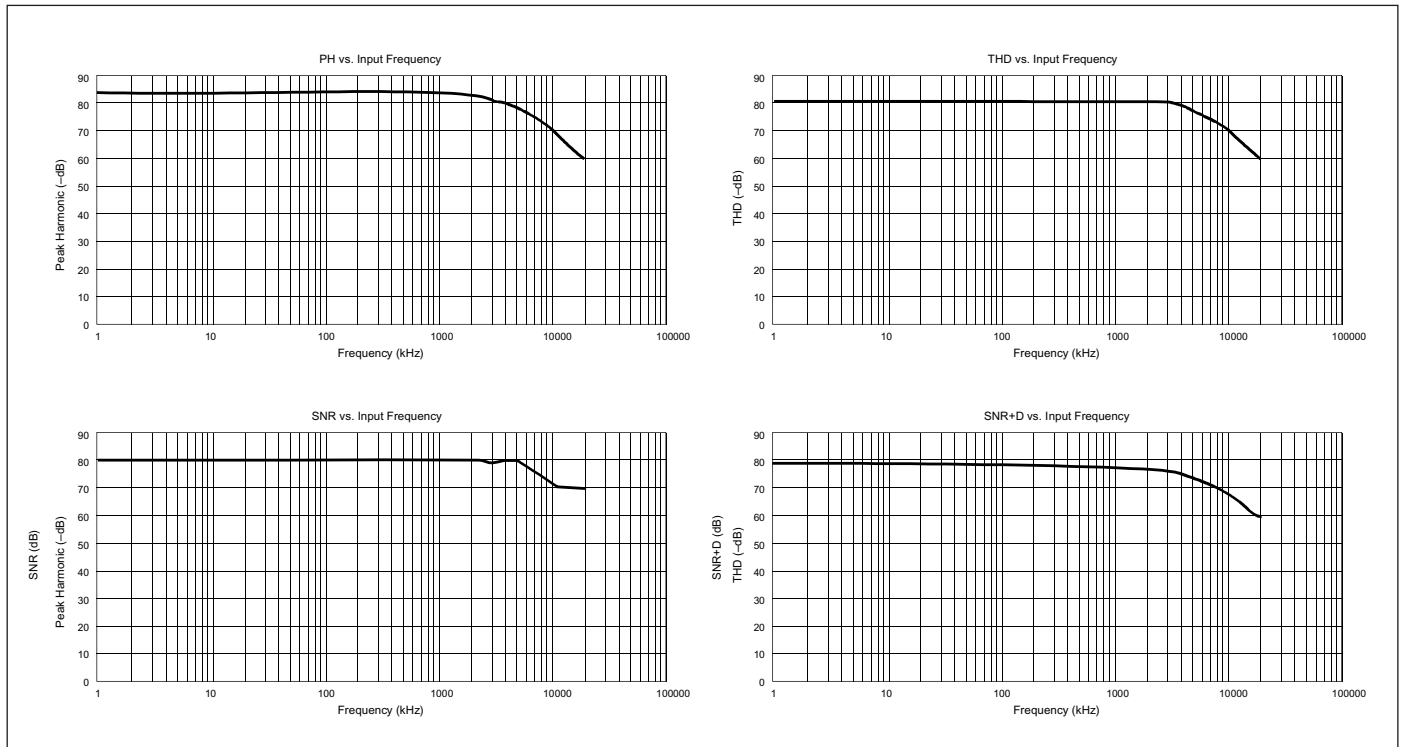 PH vs. Input Frequency
90
80
70
60
50
40
30
20
10
0
Peak Harmonic (–dB)
1 10 100 1000 10000 100000
Frequency (kHz)
THD vs. Input Frequency
90
80
70
60
50
40
30
20
10
0
THD (–dB)
1 10 100 1000 10000 100000
Frequency (kHz)
SNR vs. Input Frequency
90
80
70
60
50
40
30
20
10
0
SNR (dB)
Peak Harmonic (–dB)
1 10 100 1000 10000 100000
Frequency (kHz)
SNR+D vs. Input Frequency
90
80
70
60
50
40
30
20
10
0
SNR+D (dB)
THD (–dB)
1 10 100 1000 10000 100000
Frequency (kHz)